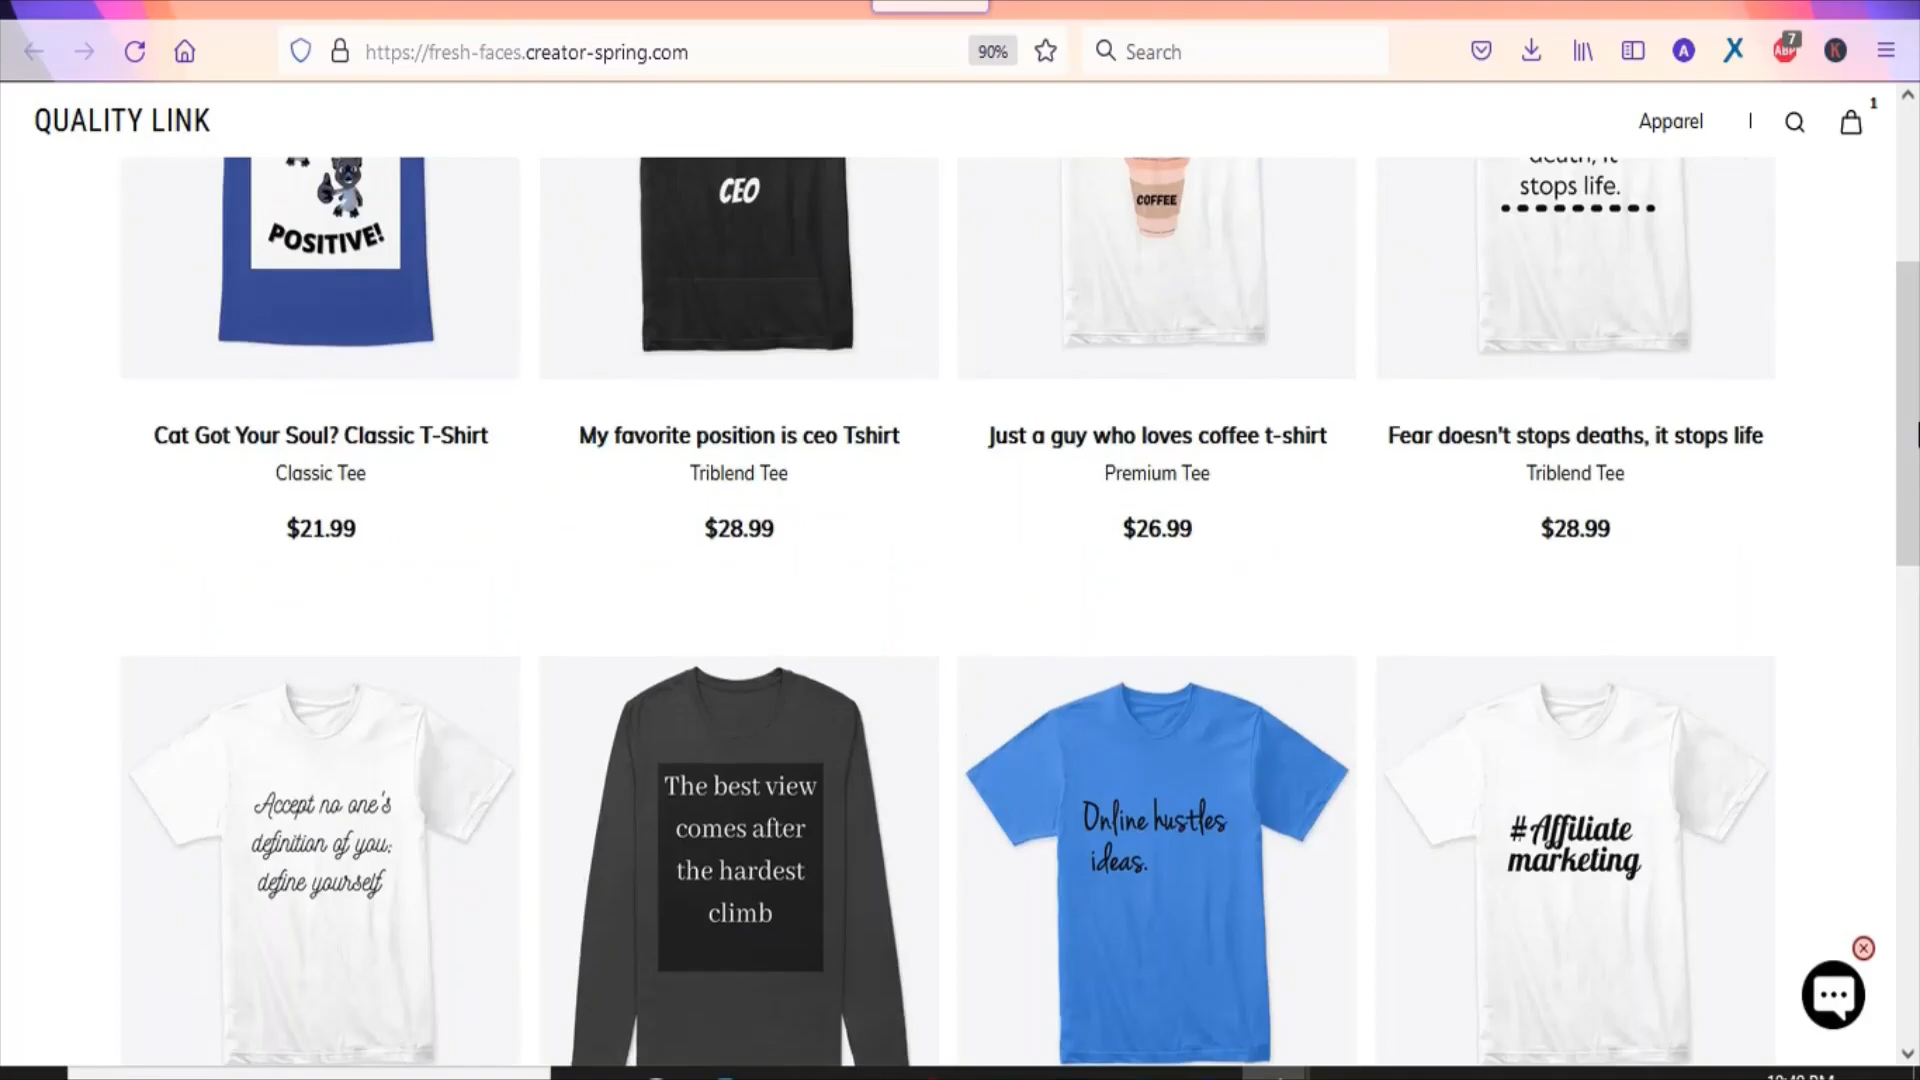 https://fresh-faces.creator-spring.com
90%
Search
A
7
ABP
K
QUALITY LINK
Apparel
1
POSITIVE!
CEO
COFFEE
death, it
stops life.
Cat Got Your Soul? Classic T-Shirt
Classic Tee
$21.99
My favorite position is ceo Tshirt
Triblend Tee
$28.99
Just a guy who loves coffee t-shirt
Premium Tee
$26.99
Fear doesn't stops deaths, it stops life
Triblend Tee
$28.99
Accept no one's
definition of you;
define yourself
The best view
comes after
the hardest
climb
Online hustles
ideas.
#Affiliate
marketing